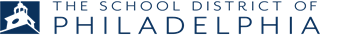 THE SCHOOL DISTRICT OF
PHILADELPHIA